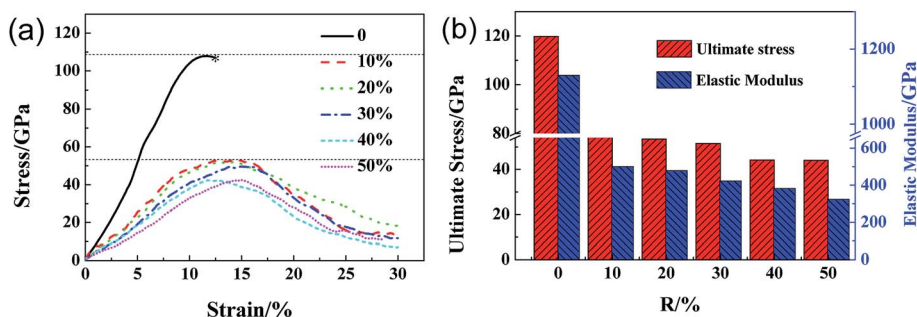 (a)
0
10%
20%
30%
40%
50%
Stress/GPa
120
100
80
60
40
20
0
*
0 5 10 15 20 25 30
Strain/%
(b)
Ultimate stress
Elastic Modulus
Ultimate Stress/GPa
120
100
80
40
20
0
Elastic Modulus/GPa
1200
1100
600
400
200
0
0 10 20 30 40 50
R/%